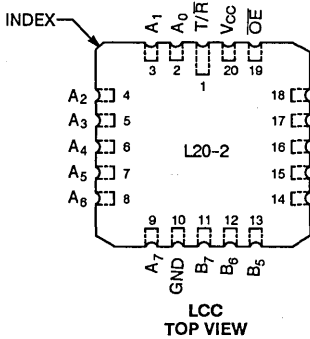 INDEX
A1 A0 T/R̅ VCC O̅E̅
3 2 1 20 19
A2 4 18
A3 5 17
A4 6 L20-2 16
A5 7 15
A6 8 14
9 10 11 12 13
A7 GND B7 B6 B5
LCC
TOP VIEW